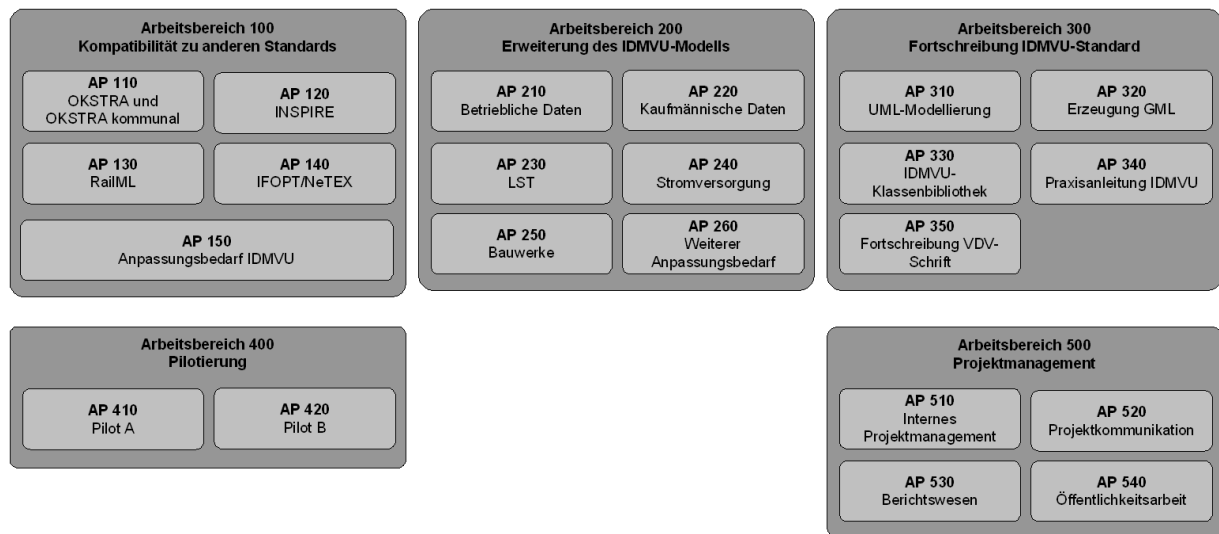 Arbeitsbereich 100
Kompatibilität zu anderen Standards
AP 110
OKSTRA und
OKSTRA kommunal
AP 120
INSPIRE
AP 130
RailML
AP 140
IFOPT/NeTEX
AP 150
Anpassungsbedarf IDMVU
Arbeitsbereich 200
Erweiterung des IDMVU-Modells
AP 210
Betriebliche Daten
AP 220
Kaufmännische Daten
AP 230
LST
AP 240
Stromversorgung
AP 250
Bauwerke
AP 260
Weiterer
Anpassungsbedarf
Arbeitsbereich 300
Fortschreibung IDMVU-Standard
AP 310
UML-Modellierung
AP 320
Erzeugung GML
AP 330
IDMVU-
Klassenbibliothek
AP 340
Praxisanleitung IDMVU
AP 350
Fortschreibung VDV-
Schrift
Arbeitsbereich 400
Pilotierung
AP 410
Pilot A
AP 420
Pilot B
Arbeitsbereich 500
Projektmanagement
AP 510
Internes
Projektmanagement
AP 520
Projektkommunikation
AP 530
Berichtswesen
AP 540
Öffentlichkeitsarbeit